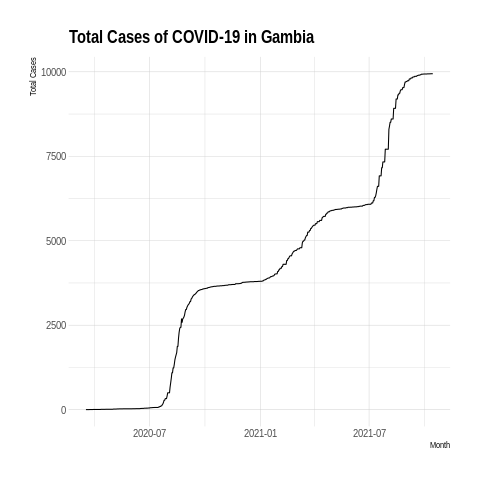 Total Cases of COVID-19 in Gambia
Total Cases
10000
7500
5000
2500
0
2020-07
2021-01
2021-07
Month